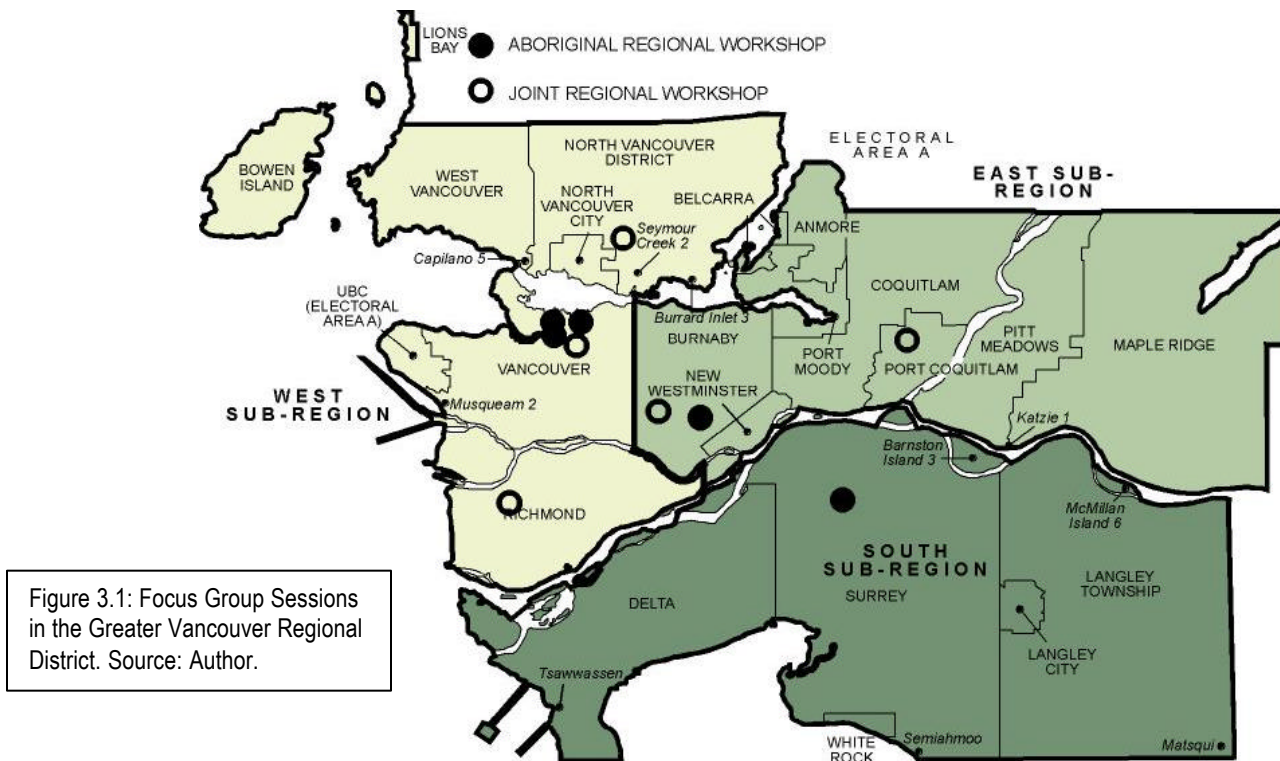 LIONS
BAY
ABORIGINAL REGIONAL WORKSHOP
JOINT REGIONAL WORKSHOP
ELECTORAL
AREA A
EAST SUB-
REGION
BOWEN
ISLAND
WEST
VANCOUVER
NORTH VANCOUVER
DISTRICT
NORTH
VANCOUVER
CITY
BELCARRA
ANMORE
Seymour
Creek 2
Capilano 5
UBC
(ELECTORAL
AREA A)
Burrard Inlet 3
BURNABY
COQUITLAM
PITT
MEADOWS
MAPLE RIDGE
PORT
MOODY
PORT COQUITLAM
VANCOUVER
NEW
WESTMINSTER
WEST
SUB-REGION
Musqueam 2
Katzie 1
Barnston
Island 3
McMillan
Island 6
RICHMOND
SOUTH
SUB-REGION
SURREY
DELTA
LANGLEY
TOWNSHIP
LANGLEY
CITY
Tsawwassen
WHITE
ROCK
Semiahmoo
Matsqui
Figure 3.1: Focus Group Sessions
in the Greater Vancouver Regional
District. Source: Author.